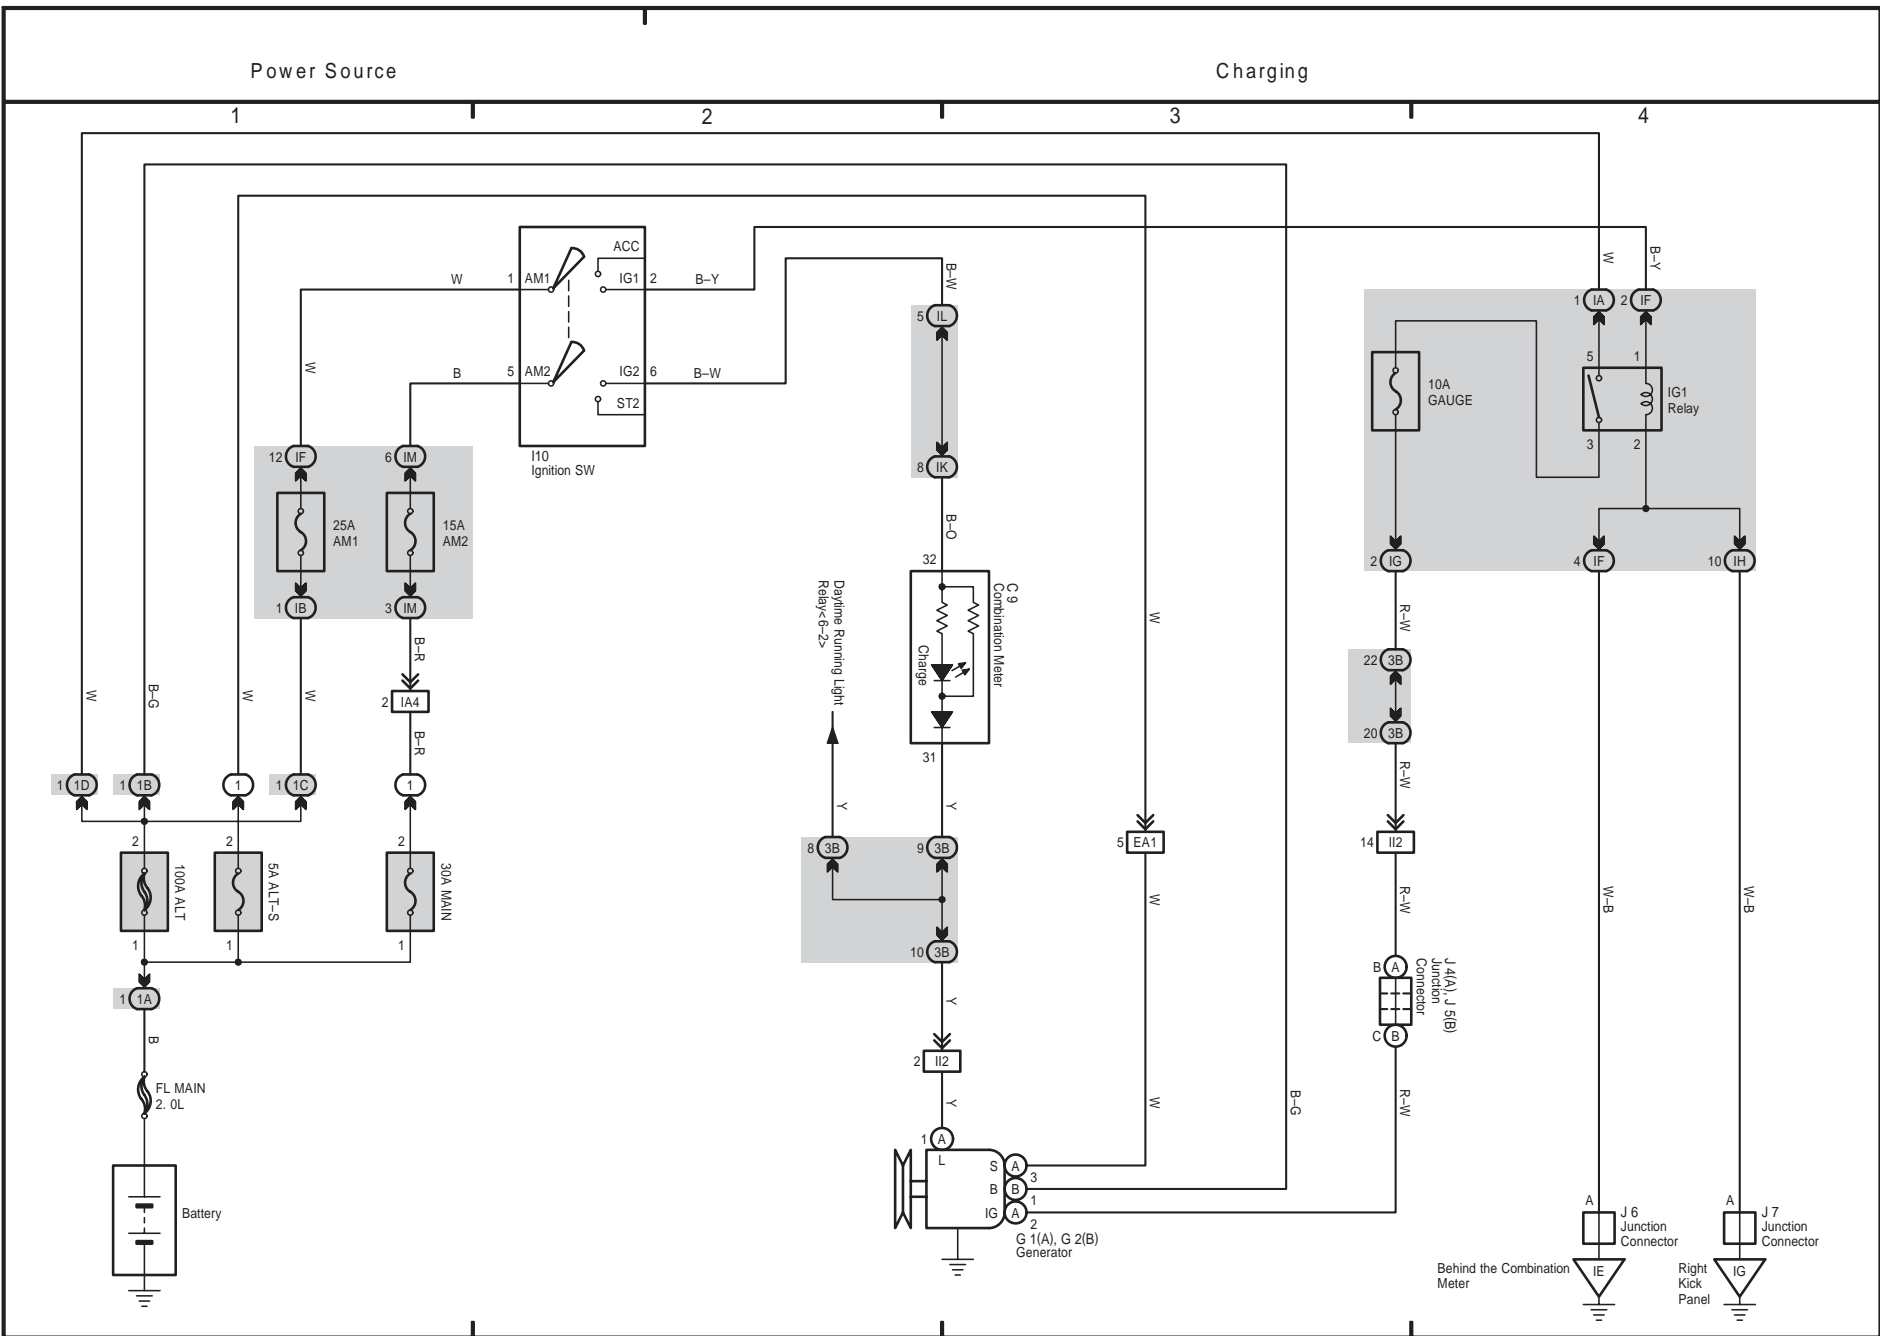 Power Source
Charging
1
2
3
4
ACC
W
1
AM1
IG1
2
B–Y
B–W
W
B–Y
5
IL
1
IA
2
IF
W
B
5
AM2
IG2
6
B–W
ST2
I10
Ignition SW
5
1
10A
GAUGE
IG1
Relay
3
2
12
IF
6
IM
8
IK
25A
AM1
15A
AM2
B–O
1
IB
3
IM
32
2
IG
4
IF
10
IH
C 9
Combination Meter
Charge
Daytime Running Light
Relay<6–2>
W
R–W
B–R
22
3B
W
B–G
W
W
2
IA4
B–R
20
3B
31
R–W
1
1D
1
1B
1
1
1C
1
Y
Y
2
2
2
8
3B
9
3B
5
EA1
14
II2
100A ALT
5A ALT–S
30A MAIN
W
R–W
W–B
W–B
1
1
1
10
3B
B
A
J 4(A), J 5(B)
Junction
Connector
1
1A
Y
C
B
B
2
II2
FL MAIN
2. 0L
Y
W
B–G
R–W
1
A
L
S
A
3
B
B
1
IG
A
2
G 1(A), G 2(B)
Generator
Battery
A
J 6
Junction
Connector
A
J 7
Junction
Connector
Behind the Combination
Meter
IE
Right
Kick
Panel
IG